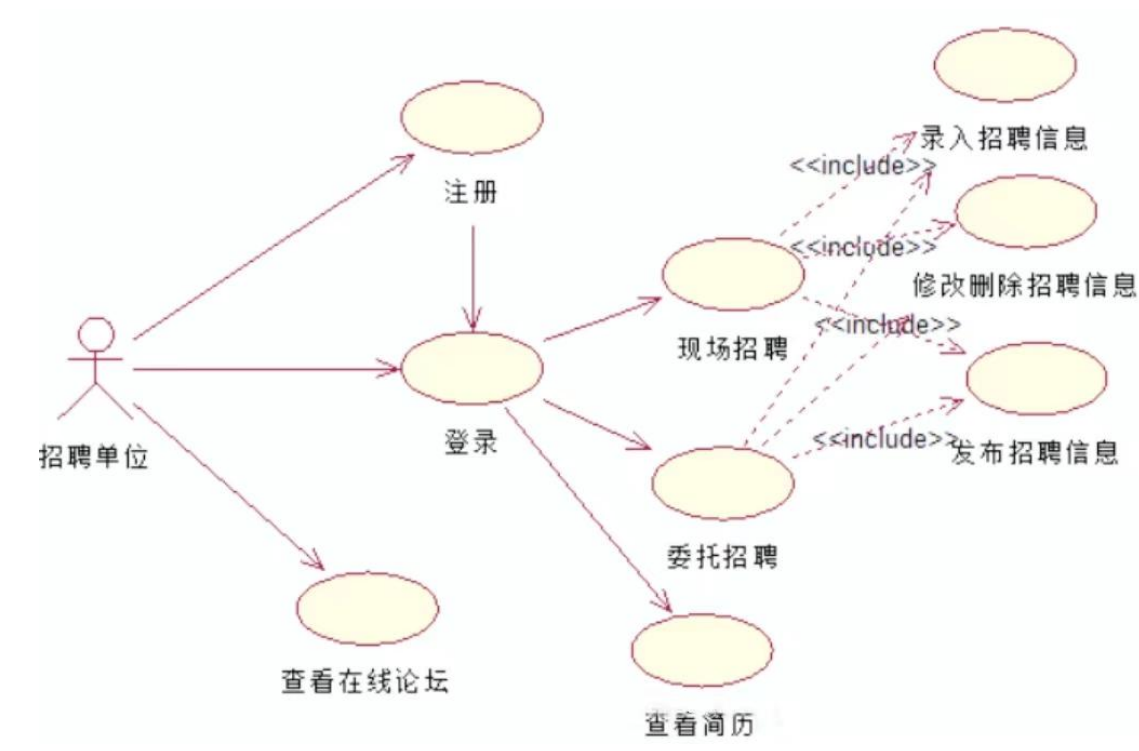 录入招聘信息
<<include>>
注册
<<include>>
修改删除招聘信息
<<include>>
现场招聘
招聘单位
登录
<<include>>
发布招聘信息
委托招聘
查看在线论坛
查看简历